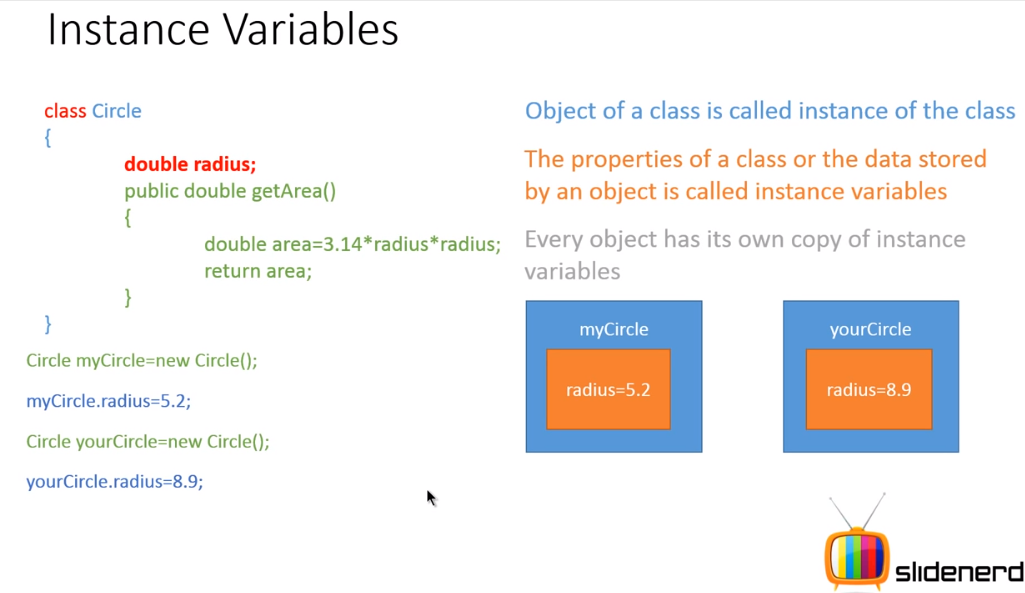 Instance Variables
class Circle
{
double radius;
public double getArea()
{
double area=3.14*radius*radius;
return area;
}
}
Circle myCircle=new Circle();
myCircle.radius=5.2;
Circle yourCircle=new Circle();
yourCircle.radius=8.9;
Object of a class is called instance of the class
The properties of a class or the data stored
by an object is called instance variables
Every object has its own copy of instance
variables
myCircle
radius=5.2
yourCircle
radius=8.9
slidenerd